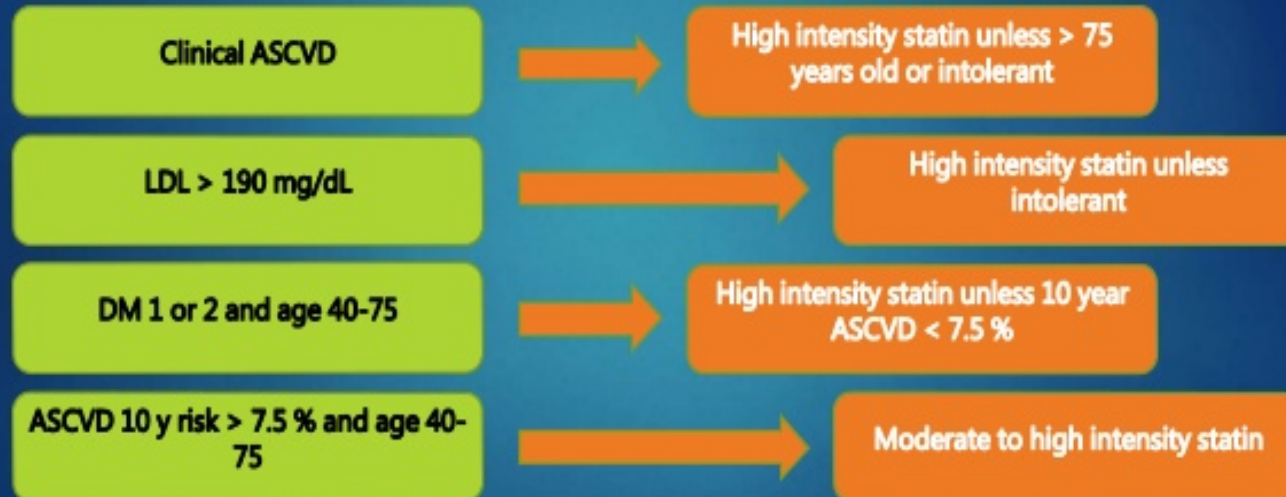 Clinical ASCVD
High intensity statin unless > 75
years old or intolerant
LDL > 190 mg/dL
High intensity statin unless
intolerant
DM 1 or 2 and age 40-75
High intensity statin unless 10 year
ASCVD < 7.5 %
ASCVD 10 y risk > 7.5 % and age 40-
75
Moderate to high intensity statin